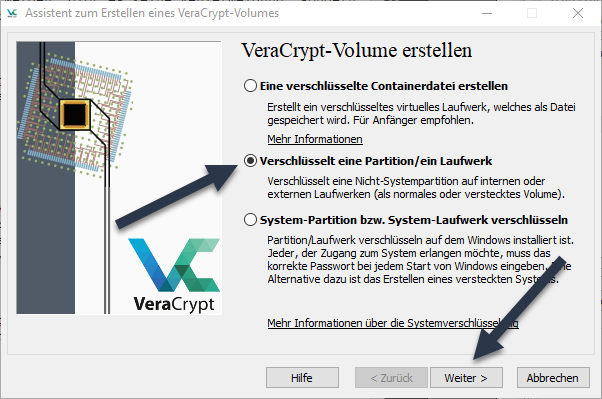 Assistent zum Erstellen eines VeraCrypt-Volumes
VeraCrypt-Volume erstellen
Eine verschlüsselte Containerdatei erstellen
Erstellt ein verschlüsseltes virtuelles Laufwerk, welches als Datei
gespeichert wird. Für Anfänger empfohlen.
Mehr Informationen
Verschlüsselt eine Partition/ein Laufwerk
Verschlüsselt eine Nicht-Systempartition auf internen oder
externen Laufwerken (als normales oder verstecktes Volume).
System-Partition bzw. System-Laufwerk verschlüsseln
Partition/Laufwerk verschlüsseln auf dem Windows installiert ist.
Jeder, der Zugang zum System erlangen möchte, muss das
korrekte Passwort bei jedem Start von Windows eingeben.
Alternative dazu ist das Erstellen eines versteckten Systems.
Mehr Informationen über die Systemverschlüsselung
VeraCrypt
Hilfe
< Zurück
Weiter >
Abbrechen